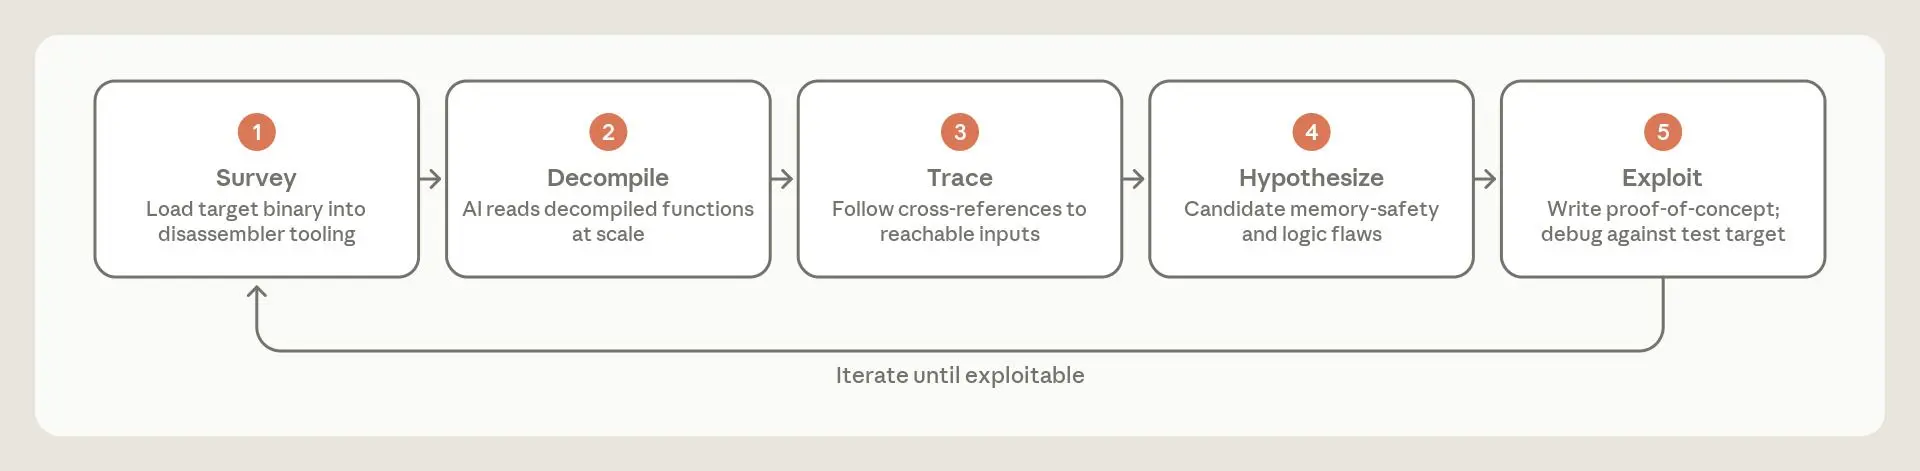 1
Survey
Load target binary into
disassembler tooling
2
Decompile
AI reads decompiled functions
at scale
3
Trace
Follow cross-references to
reachable inputs
4
Hypothesize
Candidate memory-safety
and logic flaws
5
Exploit
Write proof-of-concept;
debug against test target
Iterate until exploitable